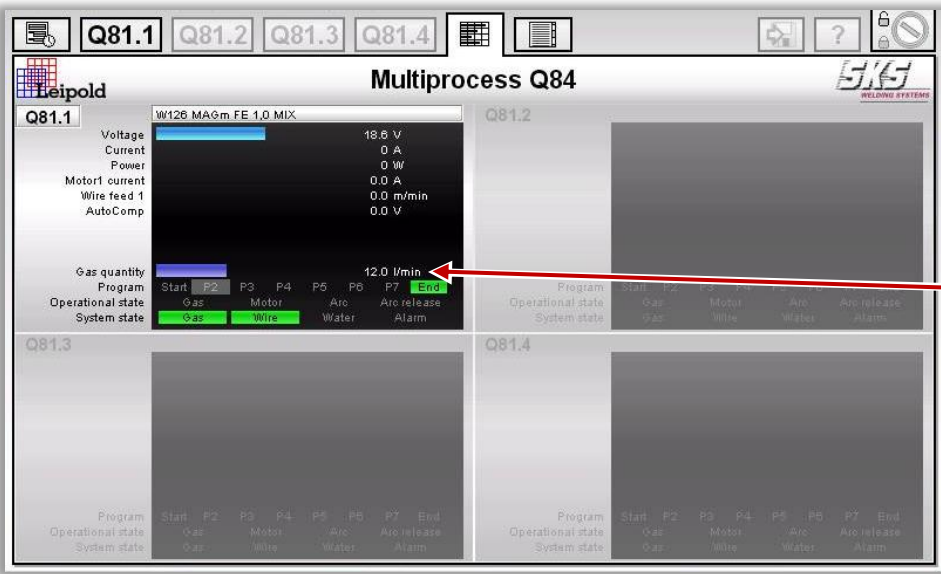 Q81.1 Q81.2 Q81.3 Q81.4 ?
Leipold
Multiprocess Q84
SKS
WELDING SYSTEMS
Q81.1
W126 MAGm FE 1,0 MIX
Voltage 18.6 V
Current 0 A
Power 0 W
Motor1 current 0.0 A
Wire feed 1 0.0 m/min
AutoComp 0.0 V
Gas quantity 12.0 l/min
Program Start P2 P3 P4 P5 P6 P7 End
Operational state Gas Motor Arc Arc release
System state Gas Wire Water Alarm
Q81.2
Program Start P2 P3 P4 P5 P6 P7 End
Operational state Gas Motor Arc Arc release
System state Gas Wire Water Alarm
Q81.3
Program Start P2 P3 P4 P5 P6 P7 End
Operational state Gas Motor Arc Arc release
System state Gas Wire Water Alarm
Q81.4
Program Start P2 P3 P4 P5 P6 P7 End
Operational state Gas Motor Arc Arc release
System state Gas Wire Water Alarm